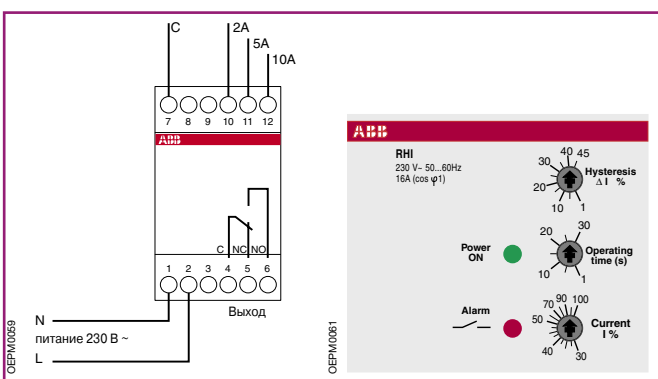 C
2A
5A
10A
7 8 9 10 11 12
ABB
C NC NO
1 2 3 4 5 6
Выход
N
питание 230 В ~
L
OEPM0059
ABB
RHI
230 V~ 50...60Hz
16A (cos φ1)
40 45
30
20
10 1
Hysteresis
Δ I %
Power
ON
20 30
10 1
Operating
time (s)
Alarm
70 90 100
50
40 30
Current
I %
OEPM0061